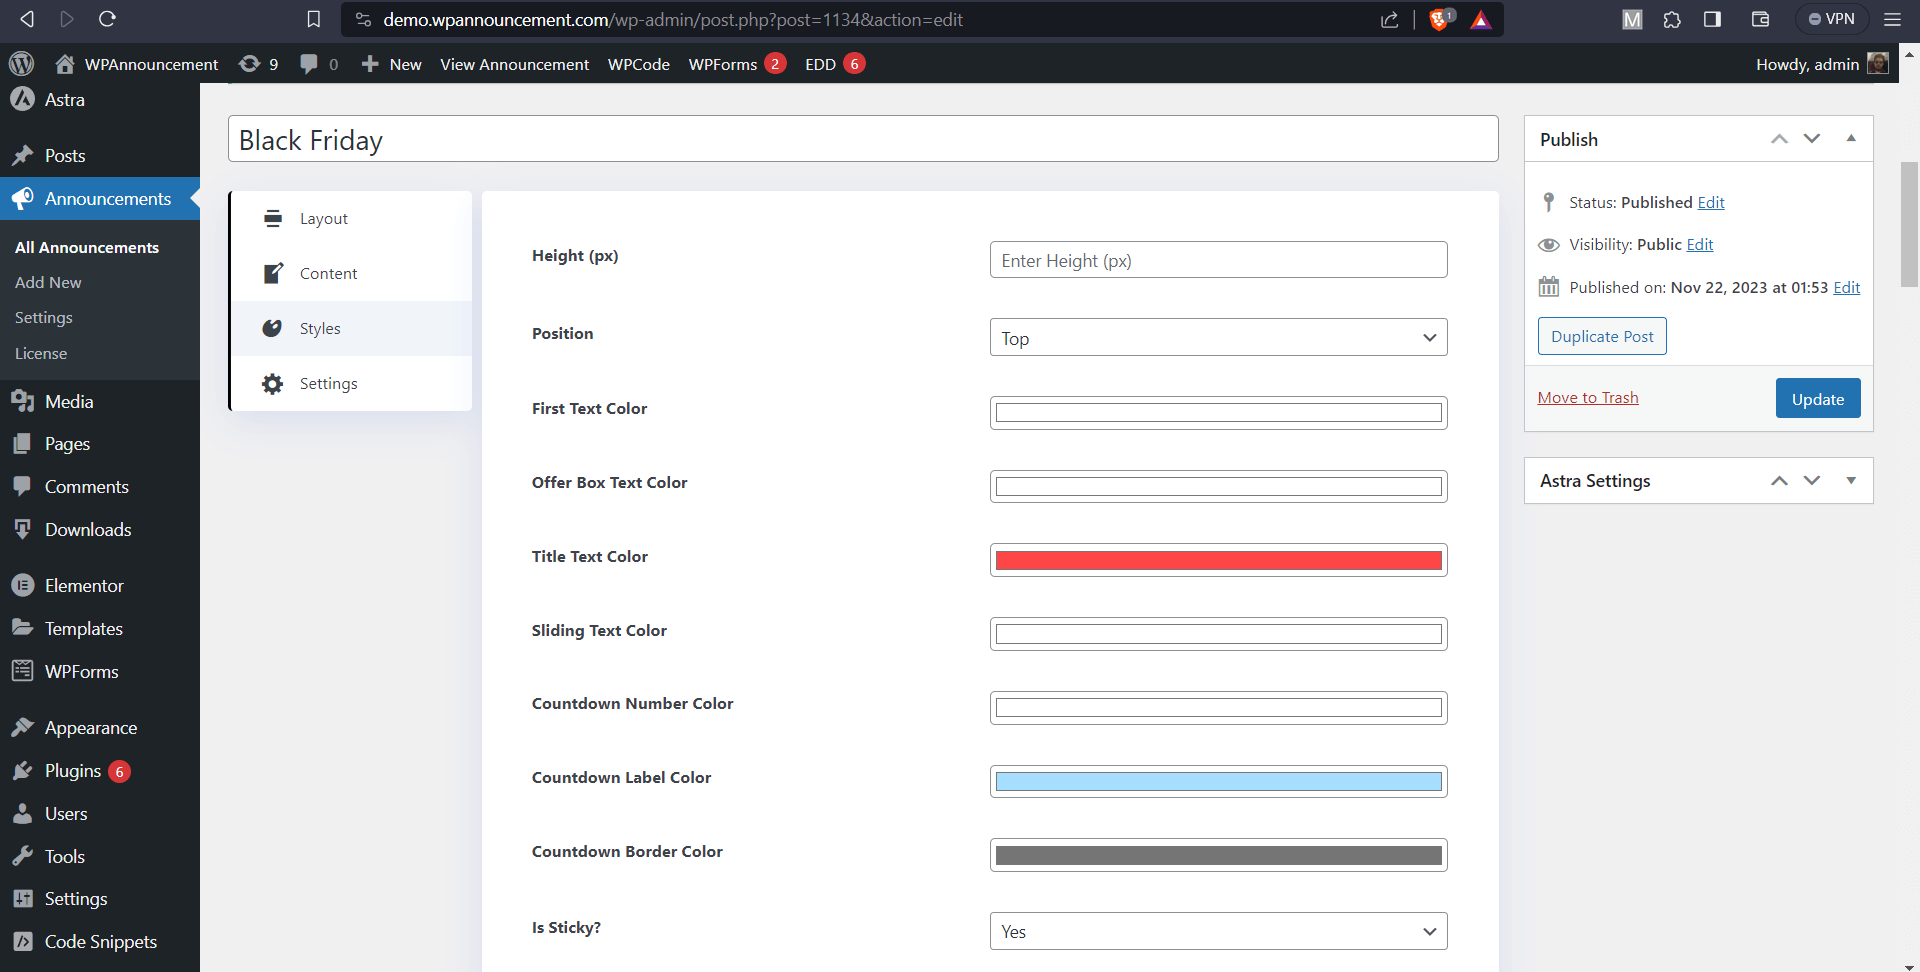 demo.wpannouncement.com/wp-admin/post.php?post=1134&action=edit
1
M
VPN
WPAnnouncement 9 0 New View Announcement WPCode WPForms 2 EDD 6
Howdy, admin
Astra
Posts
Announcements
All Announcements
Add New
Settings
License
Media
Pages
Comments
Downloads
Elementor
Templates
WPForms
Appearance
Plugins 6
Users
Tools
Settings
Code Snippets
Black Friday
Layout
Content
Styles
Settings
Height (px)
Enter Height (px)
Position
Top
First Text Color
Offer Box Text Color
Title Text Color
Sliding Text Color
Countdown Number Color
Countdown Label Color
Countdown Border Color
Is Sticky?
Yes
Publish
Status: Published Edit
Visibility: Public Edit
Published on: Nov 22, 2023 at 01:53 Edit
Duplicate Post
Move to Trash
Update
Astra Settings